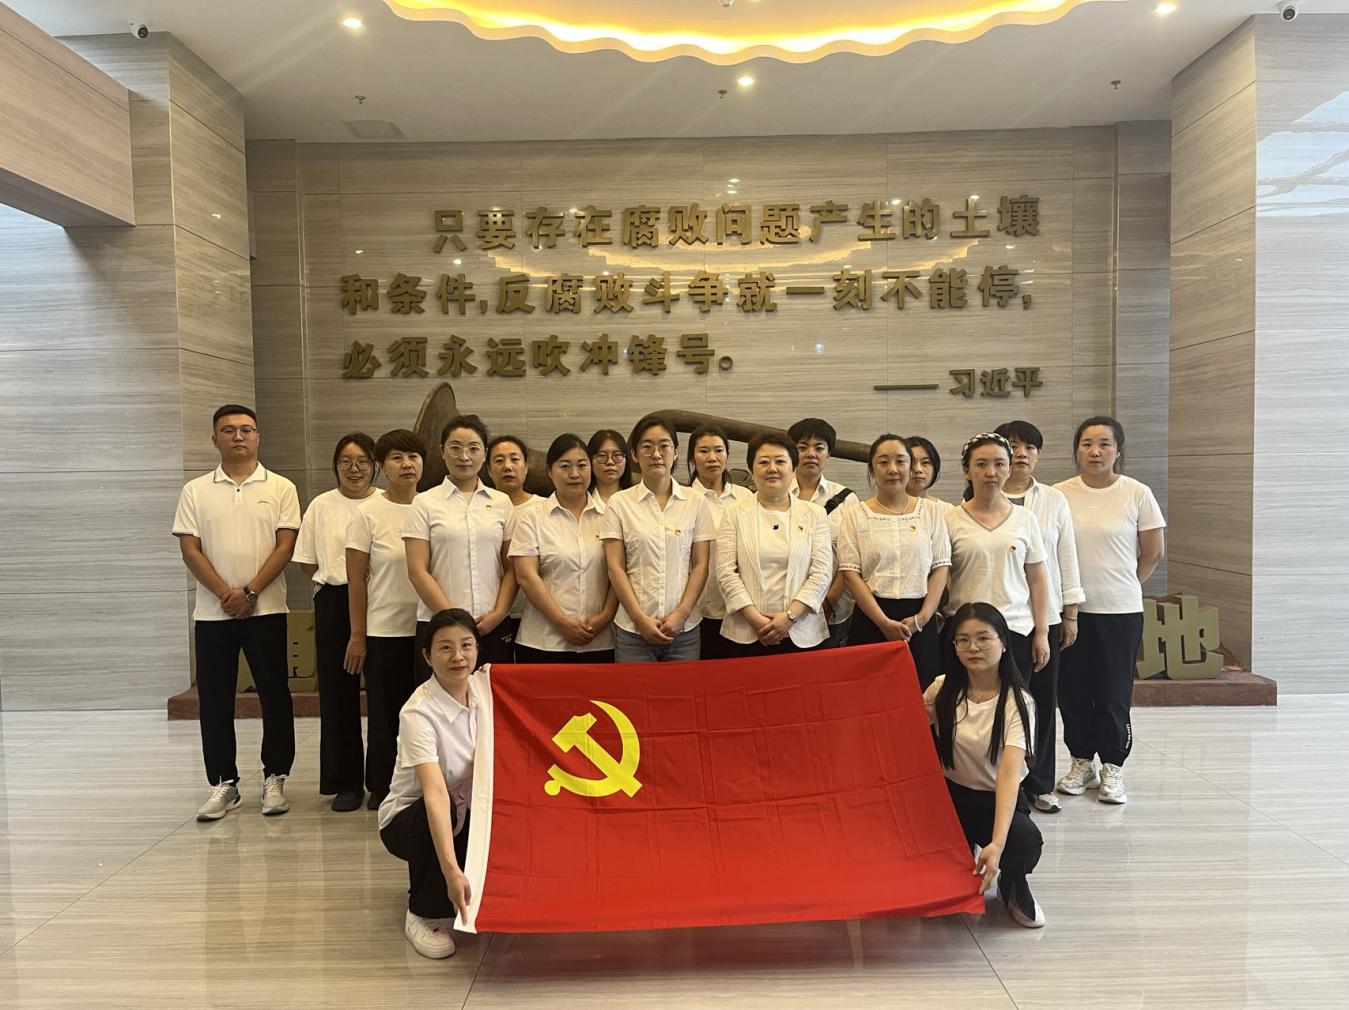 只要存在腐败问题产生的土壤
和条件,反腐败斗争就一刻不能停,
必须永远吹冲锋号。
——习近平
地